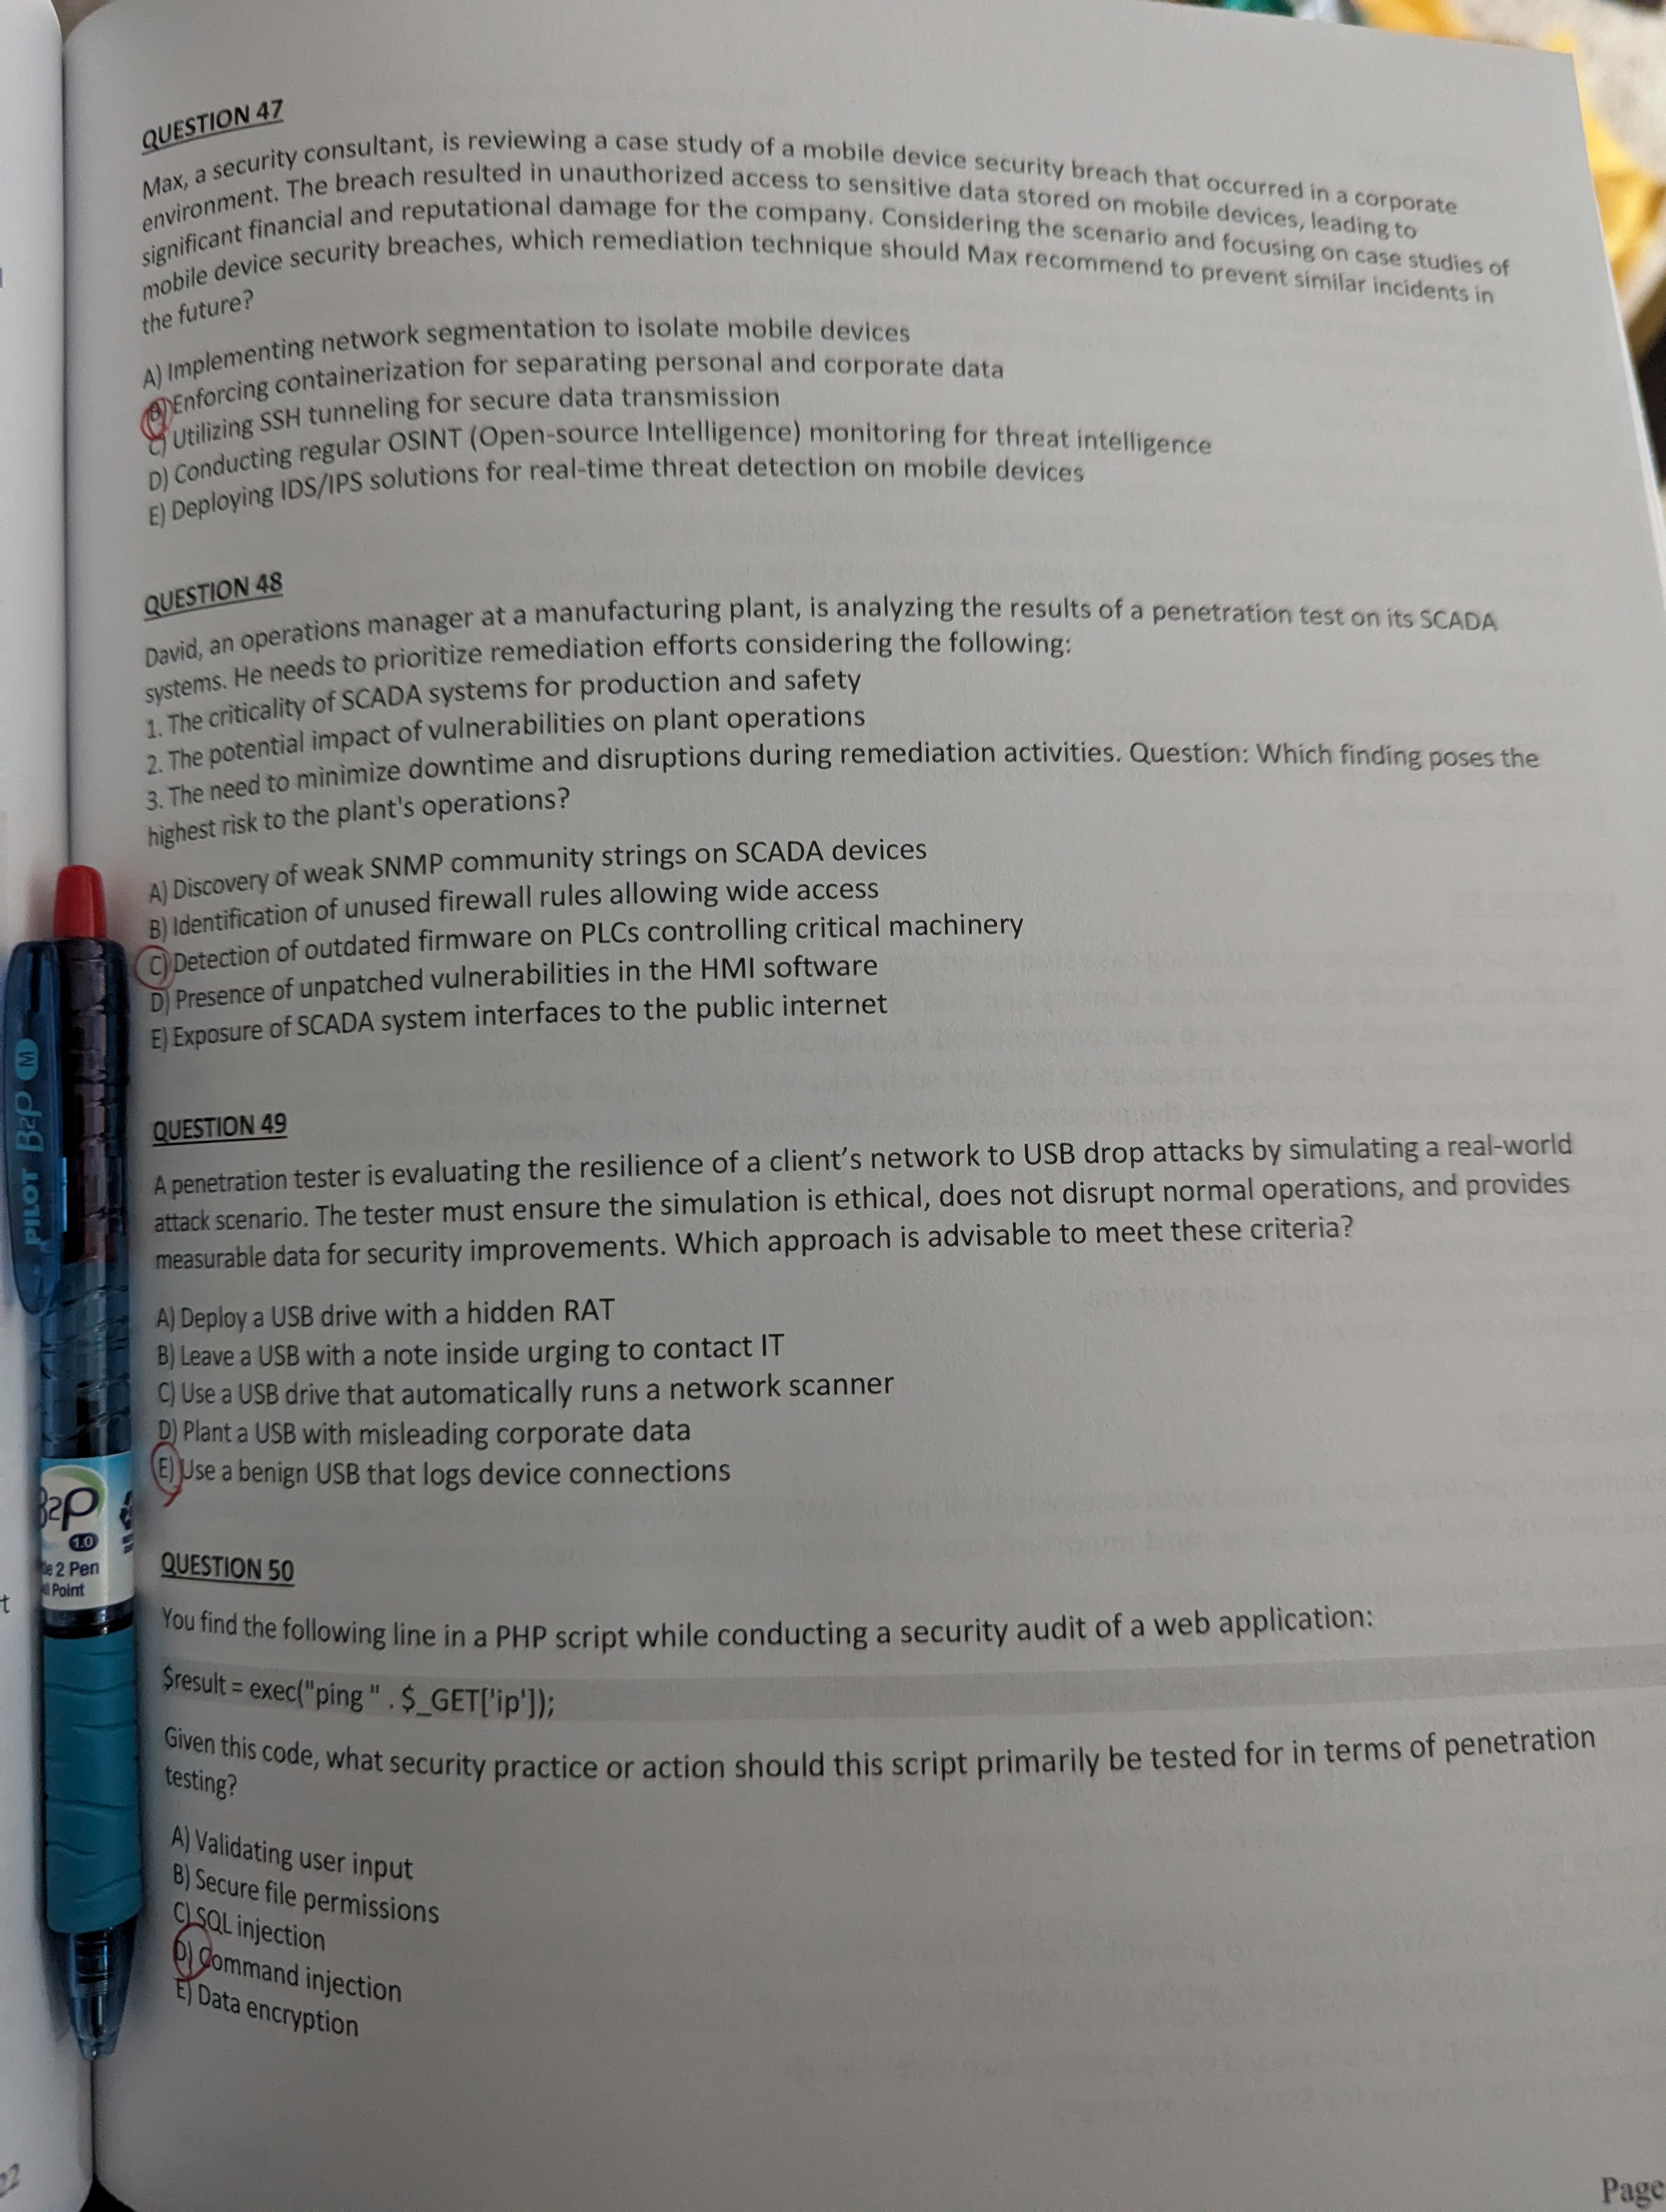 QUESTION 47
Max, a security consultant, is reviewing a case study of a mobile device security breach that occurred in a corporate
environment. The breach resulted in unauthorized access to sensitive data stored on mobile devices, leading to
significant financial and reputational damage for the company. Considering the scenario and focusing on case studies of
mobile device security breaches, which remediation technique should Max recommend to prevent similar incidents in
the future?
A) Implementing network segmentation to isolate mobile devices
B) Enforcing containerization for separating personal and corporate data
C) Utilizing SSH tunneling for secure data transmission
D) Conducting regular OSINT (Open-source Intelligence) monitoring for threat intelligence
E) Deploying IDS/IPS solutions for real-time threat detection on mobile devices
QUESTION 48
David, an operations manager at a manufacturing plant, is analyzing the results of a penetration test on its SCADA
systems. He needs to prioritize remediation efforts considering the following:
1. The criticality of SCADA systems for production and safety
2. The potential impact of vulnerabilities on plant operations
3. The need to minimize downtime and disruptions during remediation activities. Question: Which finding poses the
highest risk to the plant's operations?
A) Discovery of weak SNMP community strings on SCADA devices
B) Identification of unused firewall rules allowing wide access
C) Detection of outdated firmware on PLCs controlling critical machinery
D) Presence of unpatched vulnerabilities in the HMI software
E) Exposure of SCADA system interfaces to the public internet
QUESTION 49
A penetration tester is evaluating the resilience of a client’s network to USB drop attacks by simulating a real-world
attack scenario. The tester must ensure the simulation is ethical, does not disrupt normal operations, and provides
measurable data for security improvements. Which approach is advisable to meet these criteria?
A) Deploy a USB drive with a hidden RAT
B) Leave a USB with a note inside urging to contact IT
C) Use a USB drive that automatically runs a network scanner
D) Plant a USB with misleading corporate data
E) Use a benign USB that logs device connections
QUESTION 50
You find the following line in a PHP script while conducting a security audit of a web application:
$result = exec("ping " . $_GET['ip']);
Given this code, what security practice or action should this script primarily be tested for in terms of penetration
testing?
A) Validating user input
B) Secure file permissions
C) SQL injection
D) Command injection
E) Data encryption
Page
22
PILOT B2P M
B2P
1.0
2 Pen
Point
t